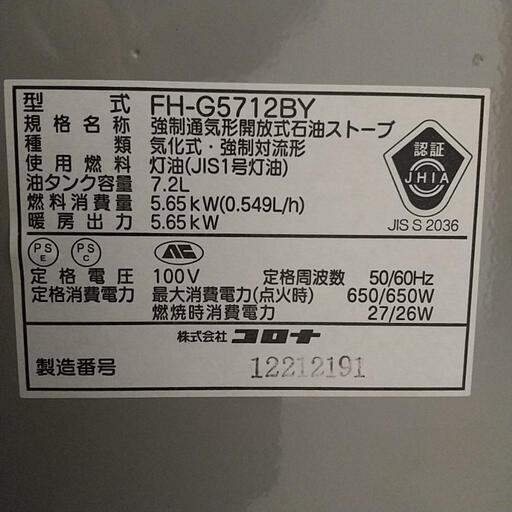 型式 FH-G5712BY
規格名称 強制通気形開放式石油ストーブ
種類 気化式・強制対流形
使用燃料 灯油(JIS1号灯油)
油タンク容量 7.2L
燃料消費量 5.65kW(0.549L/h)
暖房出力 5.65kW
認証
JHIA
JIS S 2036
PS E PS C
定格電圧 100V 定格周波数 50/60Hz
定格消費電力 最大消費電力(点火時) 650/650W
燃焼時消費電力 27/26W
株式会社 コロナ
製造番号 12212191